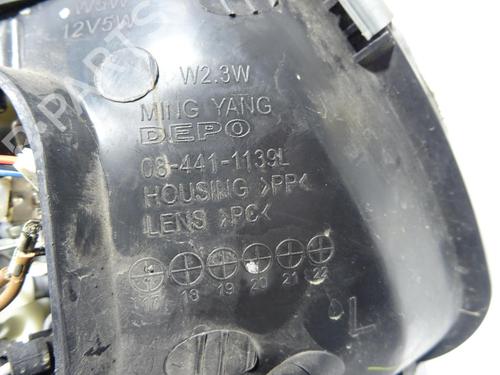 W5W
12V5W
W2.3W
MING YANG
DEPO
08-441-1139L
HOUSING >PP<
LENS >PC<
17 18 19 20 21 22
L